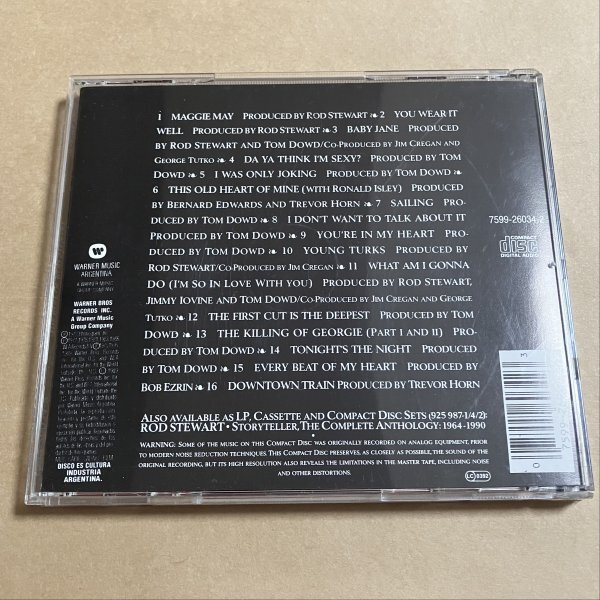 1 MAGGIE MAY PRODUCED BY ROD STEWART ❧ 2 YOU WEAR IT
WELL PRODUCED BY ROD STEWART ❧ 3 BABY JANE PRODUCED
BY ROD STEWART AND TOM DOWD/CO-PRODUCED BY JIM CREGAN AND
GEORGE TUTKO ❧ 4 DA YA THINK I'M SEXY? PRODUCED BY TOM
DOWD ❧ 5 I WAS ONLY JOKING PRODUCED BY TOM DOWD ❧
6 THIS OLD HEART OF MINE (WITH RONALD ISLEY) PRODUCED
BY BERNARD EDWARDS AND TREVOR HORN ❧ 7 SAILING PRO-
DUCED BY TOM DOWD ❧ 8 I DON'T WANT TO TALK ABOUT IT
PRODUCED BY TOM DOWD ❧ 9 YOU'RE IN MY HEART PRO-
DUCED BY TOM DOWD ❧ 10 YOUNG TURKS PRODUCED BY
ROD STEWART/CO-PRODUCED BY JIM CREGAN ❧ 11 WHAT AM I GONNA
DO (I'M SO IN LOVE WITH YOU) PRODUCED BY ROD STEWART,
JIMMY IOVINE AND TOM DOWD/CO-PRODUCED BY JIM CREGAN AND GEORGE
TUTKO ❧ 12 THE FIRST CUT IS THE DEEPEST PRODUCED BY TOM
DOWD ❧ 13 THE KILLING OF GEORGIE (PART I AND II) PRO-
DUCED BY TOM DOWD ❧ 14 TONIGHT'S THE NIGHT PRODUCED
BY TOM DOWD ❧ 15 EVERY BEAT OF MY HEART PRODUCED BY
BOB EZRIN ❧ 16 DOWNTOWN TRAIN PRODUCED BY TREVOR HORN
ALSO AVAILABLE AS LP, CASSETTE AND COMPACT DISC SETS (925 987-1/4/2):
ROD STEWART • STORYTELLER, THE COMPLETE ANTHOLOGY: 1964-1990
WARNING: SOME OF THE MUSIC ON THIS COMPACT DISC WAS ORIGINALLY RECORDED ON ANALOG EQUIPMENT, PRIOR
TO MODERN NOISE REDUCTION TECHNIQUES. THIS COMPACT DISC PRESERVES, AS CLOSELY AS POSSIBLE, THE SOUND OF THE
ORIGINAL RECORDING, BUT ITS HIGH RESOLUTION ALSO REVEALS THE LIMITATIONS IN THE MASTER TAPE, INCLUDING NOISE
AND OTHER DISTORTIONS.
LC 0392
7599-26034-2
COMPACT
disc
DIGITAL AUDIO
WARNER MUSIC
ARGENTINA
A WARNER MUSIC
GROUP COMPANY
WARNER BROS
RECORDS INC.
A Warner Music
Group Company
DISCO ES CULTURA
INDUSTRIA
ARGENTINA.
3
0 7599